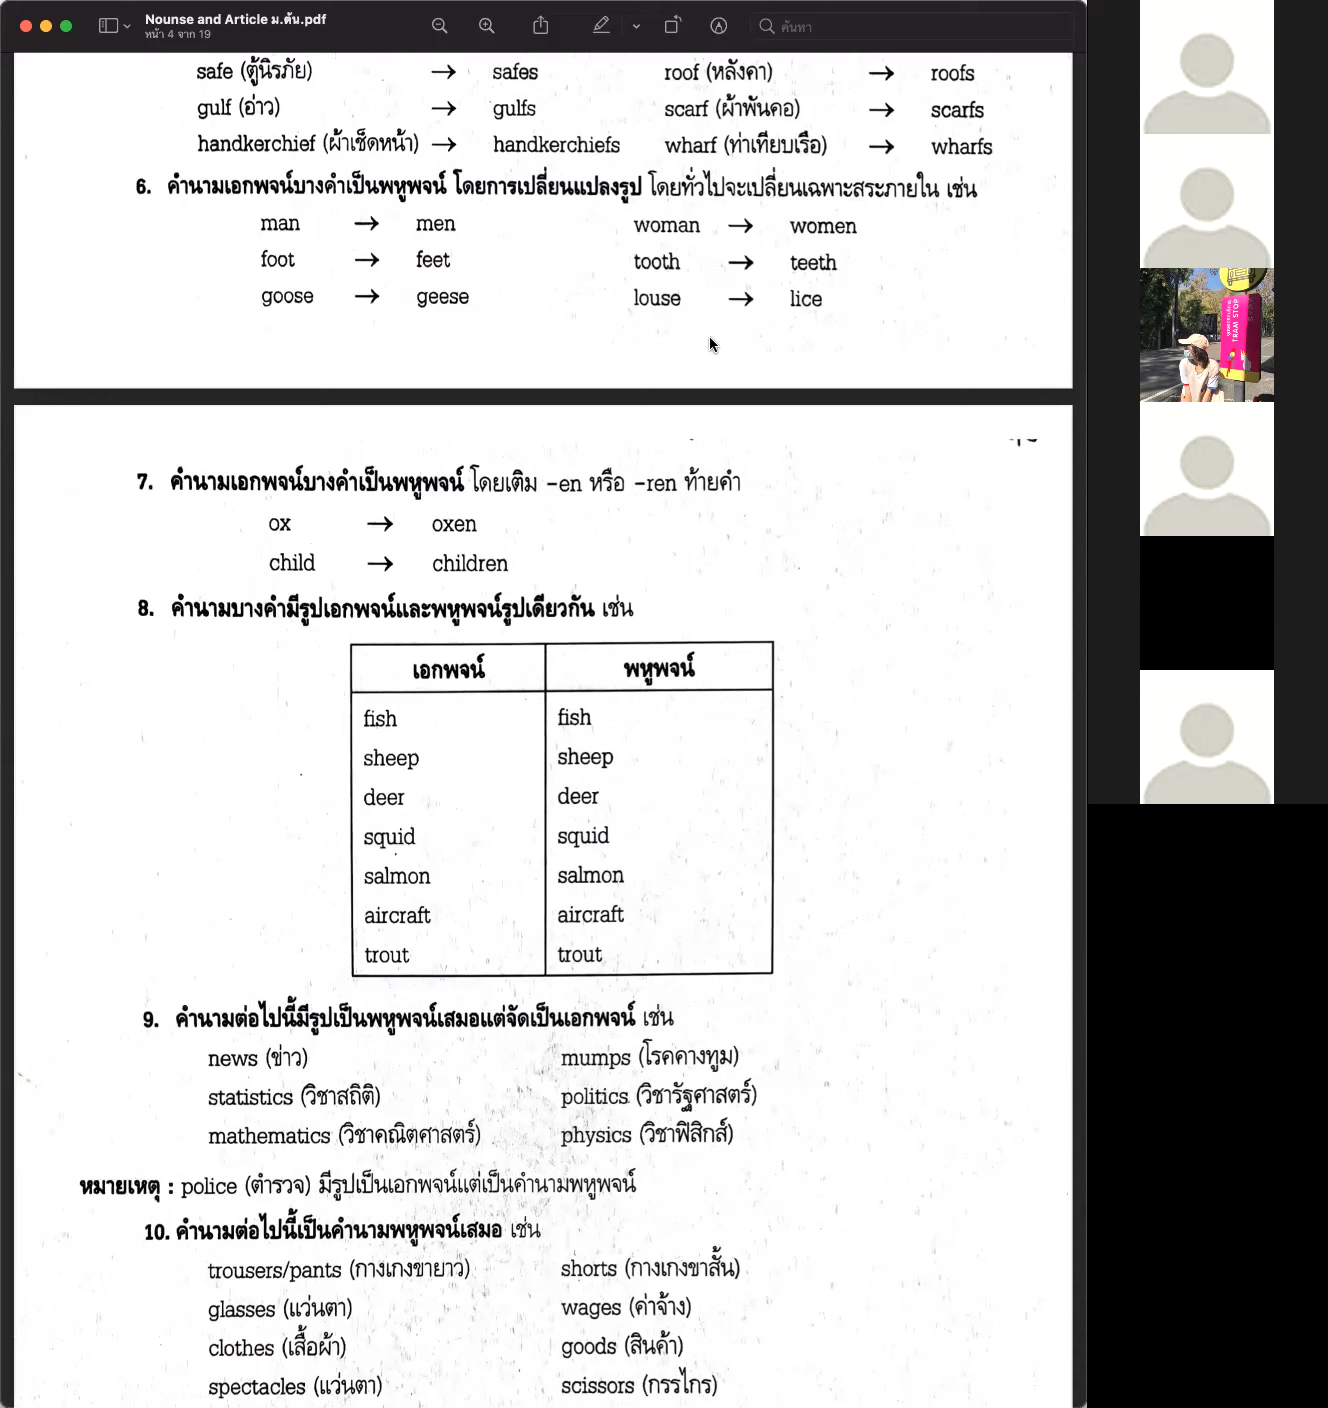 Nounse and Article ม.ต้น.pdf
หน้า 4 จาก 19
ค้นหา
safe (ตู้นิรภัย) → safes roof (หลังคา) → roofs
gulf (อ่าว) → gulfs scarf (ผ้าพันคอ) → scarfs
handkerchief (ผ้าเช็ดหน้า) → handkerchiefs wharf (ท่าเทียบเรือ) → wharfs
6. คำนามเอกพจน์บางคำเป็นพหูพจน์ โดยการเปลี่ยนแปลงรูป โดยทั่วไปจะเปลี่ยนเฉพาะสระภายใน เช่น
man → men woman → women
foot → feet tooth → teeth
goose → geese louse → lice
7. คำนามเอกพจน์บางคำเป็นพหูพจน์ โดยเติม -en หรือ -ren ท้ายคำ
ox → oxen
child → children
8. คำนามบางคำมีรูปเอกพจน์และพหูพจน์รูปเดียวกัน เช่น
เอกพจน์ พหูพจน์
fish fish
sheep sheep
deer deer
squid squid
salmon salmon
aircraft aircraft
trout trout
9. คำนามต่อไปนี้มีรูปเป็นพหูพจน์เสมอแต่จัดเป็นเอกพจน์ เช่น
news (ข่าว) mumps (โรคคางทูม)
statistics (วิชาสถิติ) politics (วิชารัฐศาสตร์)
mathematics (วิชาคณิตศาสตร์) physics (วิชาฟิสิกส์)
หมายเหตุ : police (ตำรวจ) มีรูปเป็นเอกพจน์แต่เป็นคำนามพหูพจน์
10. คำนามต่อไปนี้เป็นคำนามพหูพจน์เสมอ เช่น
trousers/pants (กางเกงขายาว) shorts (กางเกงขาสั้น)
glasses (แว่นตา) wages (ค่าจ้าง)
clothes (เสื้อผ้า) goods (สินค้า)
spectacles (แว่นตา) scissors (กรรไกร)
TRAM STOP